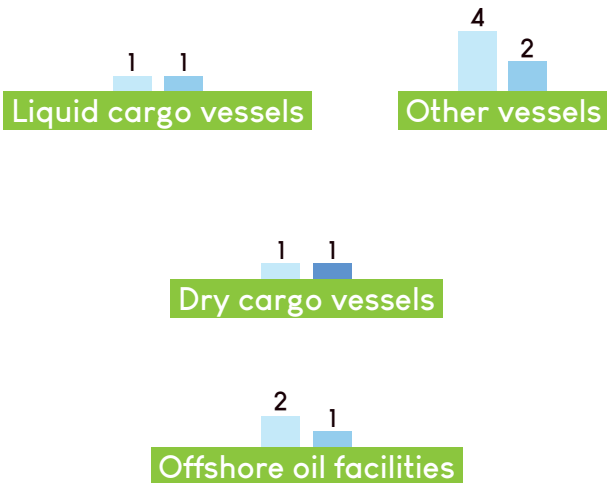 4
2
1 1
Liquid cargo vessels
Other vessels
1 1
Dry cargo vessels
2
1
Offshore oil facilities